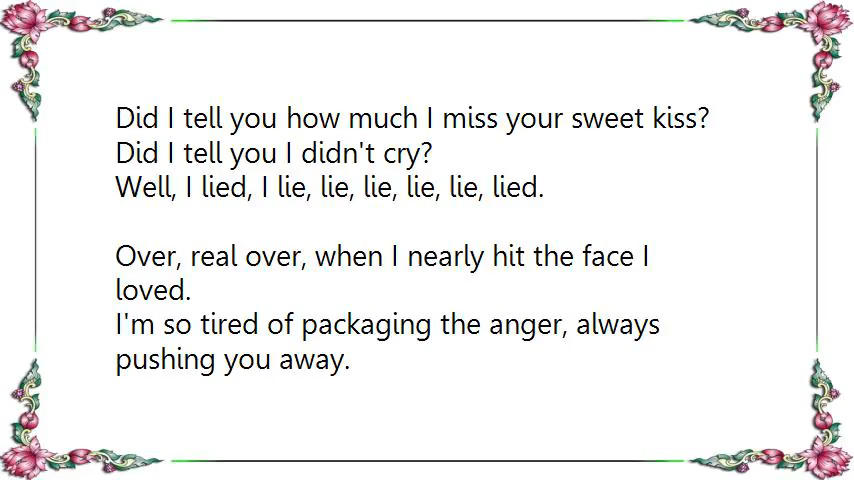 Did I tell you how much I miss your sweet kiss?
Did I tell you I didn't cry?
Well, I lied, I lie, lie, lie, lie, lie, lied.
Over, real over, when I nearly hit the face I
loved.
I'm so tired of packaging the anger, always
pushing you away.